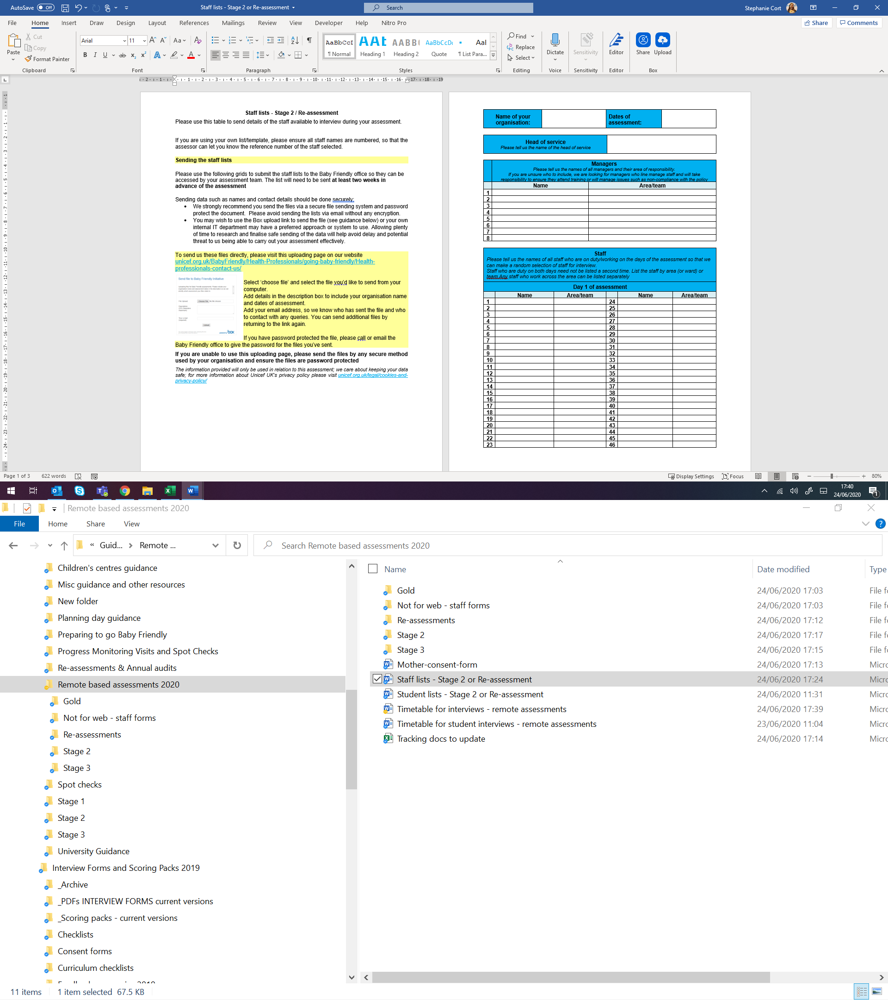 AutoSave Off Staff lists - Stage 2 or Re-assessment Search Stephanie Cort
File Home Insert Draw Design Layout References Mailings Review View Developer Help Nitro Pro Share Comments
Paste Cut Copy Format Painter
Arial 11
AaBbCcI AAb AABB( AaBbCcDc Aal
¶ Normal Heading 1 Heading 2 Quote ¶ List Para...
Find Replace Select
Dictate Sensitivity Editor Share Upload
Clipboard Font Paragraph Styles Editing Voice Sensitivity Editor Box
Staff lists - Stage 2 / Re-assessment
Please use this table to send details of the staff available to interview during your assessment.
If you are using your own list/template, please ensure all staff names are numbered, so that the
assessor can let you know the reference number of the staff selected.
Sending the staff lists
Please use the following grids to submit the staff lists to the Baby Friendly office so they can be
accessed by your assessment team. The list will need to be sent at least two weeks in
advance of the assessment
Sending data such as names and contact details should be done securely;
• We strongly recommend you send the files via a secure file sending system and password
protect the document. Please avoid sending the lists via email without any encryption.
• You may wish to use the Box upload link to send the file (see guidance below) or your own
internal IT department may have a preferred approach or system to use. Allowing plenty
of time to research and finalise safe sending of the data will help avoid delay and potential
threat to us being able to carry out your assessment effectively.
To send us these files directly, please visit this uploading page on our website
unicef.org.uk/BabyFriendly/Health-Professionals/going-baby-friendly/Health-
professionals-contact-us/
Send file to Baby Friendly Initiative
Select ‘choose file’ and select the file you’d like to send from your
computer.
Add details in the description box to include your organisation name
and dates of assessment.
Add your email address, so we know who has sent the file and who
to contact with any queries. You can send additional files by
returning to the link again.
box
If you have password protected the file, please call or email the
Baby Friendly office to give the password for the files you’ve sent.
If you are unable to use this uploading page, please send the files by any secure method
used by your organisation and ensure the files are password protected
The information provided will only be used in relation to this assessment; we care about keeping your data
safe; for more information about Unicef UK's privacy policy please visit unicef.org.uk/legal/cookies-and-
privacy-policy/
Name of your organisation: Dates of assessment:
Head of service
Please tell us the name of the head of service
Managers
Please tell us the names of all managers and their area of responsibility.
If you are unsure who to include, we are looking for managers who line manage staff and will take
responsibility to ensure they attend training or will manage issues such as non-compliance with the policy
Name Area/team
1
2
3
4
5
6
7
8
Staff
Please tell us the names of all staff who are on duty/working on the days of the assessment so that we
can make a random selection of staff for interview.
Staff who are duty on both days need not be listed a second time. List the staff by area (or ward) or
team.Any staff who work across the area can be listed separately
Day 1 of assessment
Name Area/team Name Area/team
1 24
2 25
3 26
4 27
5 28
6 29
7 30
8 31
9 32
10 33
11 34
12 35
13 36
14 37
15 38
16 39
17 40
18 41
19 42
20 43
21 44
22 45
23 46
Page 1 of 3 622 words Display Settings Focus 80%
17:40
24/06/2020
Remote based assessments 2020
File Home Share View
« Guid... > Remote ... Search Remote based assessments 2020
Children's centres guidance
Misc guidance and other resources
New folder
Planning day guidance
Preparing to go Baby Friendly
Progress Monitoring Visits and Spot Checks
Re-assessments & Annual audits
Remote based assessments 2020
Gold
Not for web - staff forms
Re-assessments
Stage 2
Stage 3
Spot checks
Stage 1
Stage 2
Stage 3
University Guidance
Interview Forms and Scoring Packs 2019
_Archive
_PDFs INTERVIEW FORMS current versions
_Scoring packs - current versions
Checklists
Consent forms
Curriculum checklists
Name Date modified Type
Gold 24/06/2020 17:03 File f
Not for web - staff forms 24/06/2020 17:03 File f
Re-assessments 24/06/2020 17:12 File f
Stage 2 24/06/2020 17:17 File f
Stage 3 24/06/2020 17:15 File f
Mother-consent-form 24/06/2020 17:13 Micro
Staff lists - Stage 2 or Re-assessment 24/06/2020 17:24 Micro
Student lists - Stage 2 or Re-assessment 24/06/2020 11:31 Micro
Timetable for interviews - remote assessments 24/06/2020 17:39 Micro
Timetable for student interviews - remote assessments 23/06/2020 11:04 Micro
Tracking docs to update 24/06/2020 17:14 Micro
11 items 1 item selected 67.5 KB